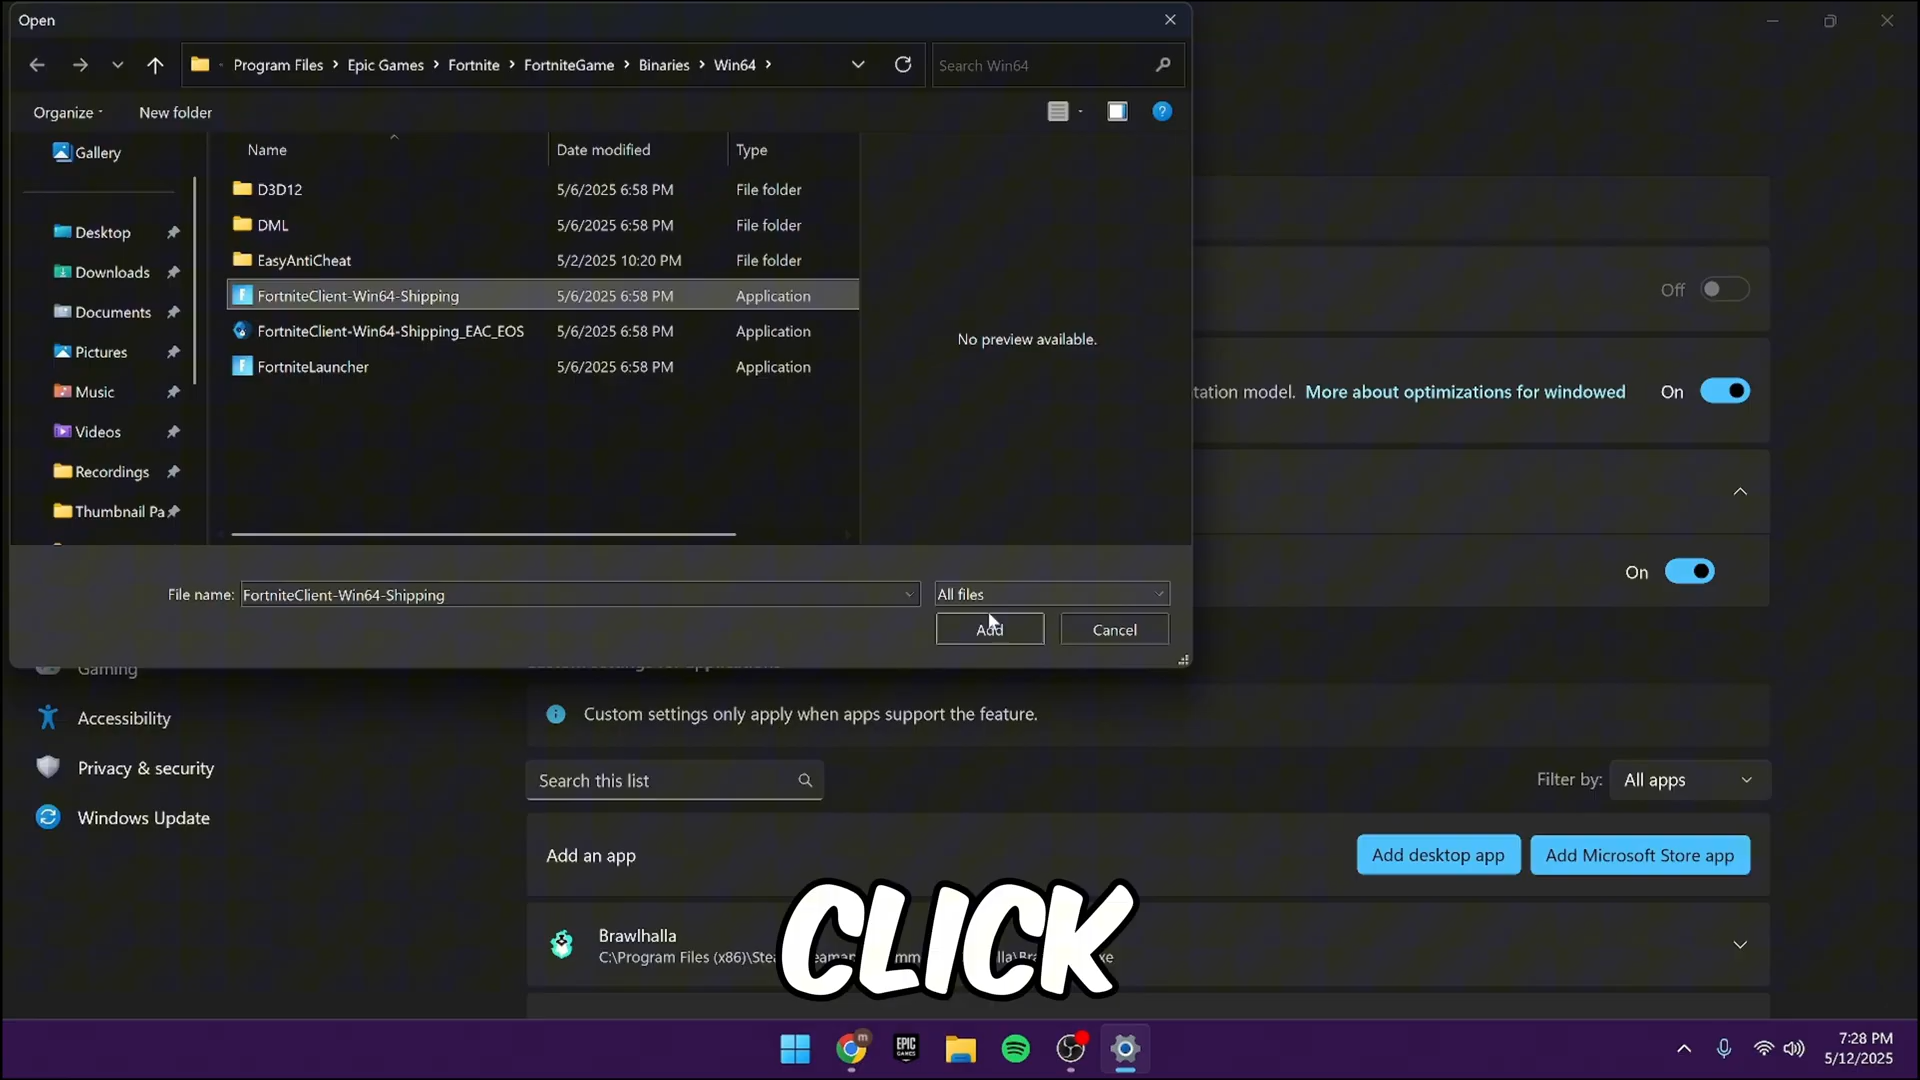 Open
Program Files > Epic Games > Fortnite > FortniteGame > Binaries > Win64 >
Search Win64
Organize
New folder
Gallery
Desktop
Downloads
Documents
Pictures
Music
Videos
Recordings
Thumbnail Pa
Name Date modified Type
D3D12 5/6/2025 6:58 PM File folder
DML 5/6/2025 6:58 PM File folder
EasyAntiCheat 5/2/2025 10:20 PM File folder
FortniteClient-Win64-Shipping 5/6/2025 6:58 PM Application
FortniteClient-Win64-Shipping_EAC_EOS 5/6/2025 6:58 PM Application
FortniteLauncher 5/6/2025 6:58 PM Application
No preview available.
File name: FortniteClient-Win64-Shipping
All files
Add
Cancel
Off
tation model. More about optimizations for windowed
On
On
Gaming
Accessibility
Privacy & security
Windows Update
Custom settings only apply when apps support the feature.
Search this list
Filter by: All apps
Add an app
Add desktop app
Add Microsoft Store app
Brawlhalla
C:\Program Files (x86)\Stea
CLICK
EPIC
GAMES
m
7:28 PM
5/12/2025